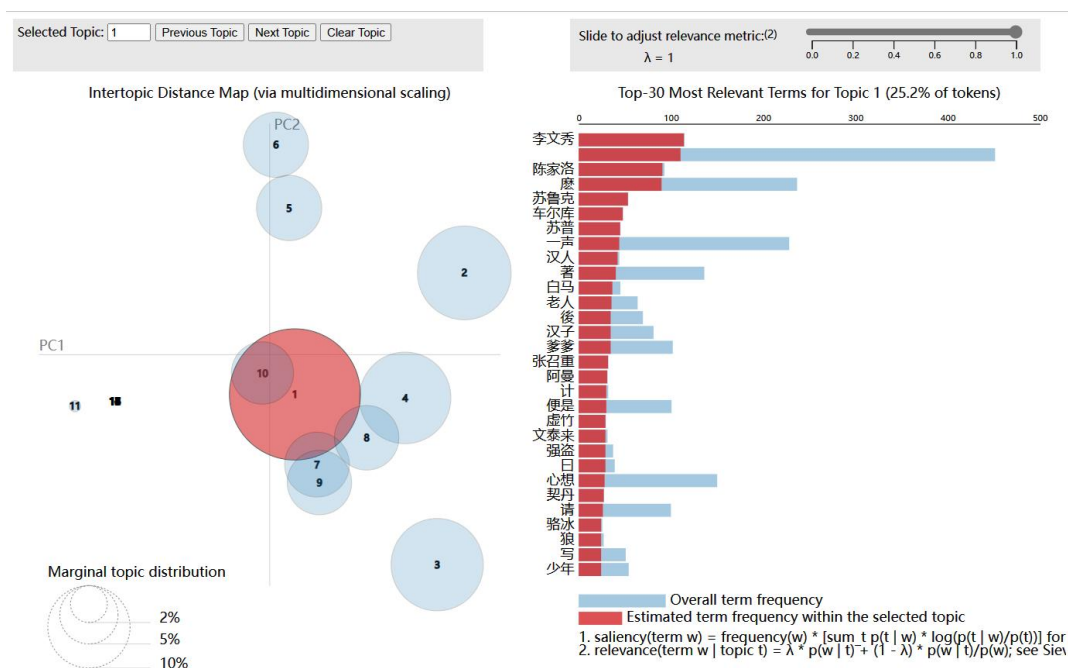 Selected Topic: 1 Previous Topic Next Topic Clear Topic
Slide to adjust relevance metric:(2)
λ = 1
0.0 0.2 0.4 0.6 0.8 1.0
Intertopic Distance Map (via multidimensional scaling)
PC2
PC1
6
5
2
10
1
4
11
8
7
9
3
Marginal topic distribution
2%
5%
10%
Top-30 Most Relevant Terms for Topic 1 (25.2% of tokens)
0 100 200 300 400 500
李文秀
陈家洛
麽
苏鲁克
车尔库
苏普
一声
汉人
著
白马
老人
後
汉子
爹爹
张召重
阿曼
计
便是
虚竹
文泰来
强盗
曰
心想
契丹
请
骆冰
狼
写
少年
Overall term frequency
Estimated term frequency within the selected topic
1. saliency(term w) = frequency(w) * [sum_t p(t | w) * log(p(t | w)/p(t))] for
2. relevance(term w | topic t) = λ * p(w | t) + (1 - λ) * p(w | t)/p(w); see Siev